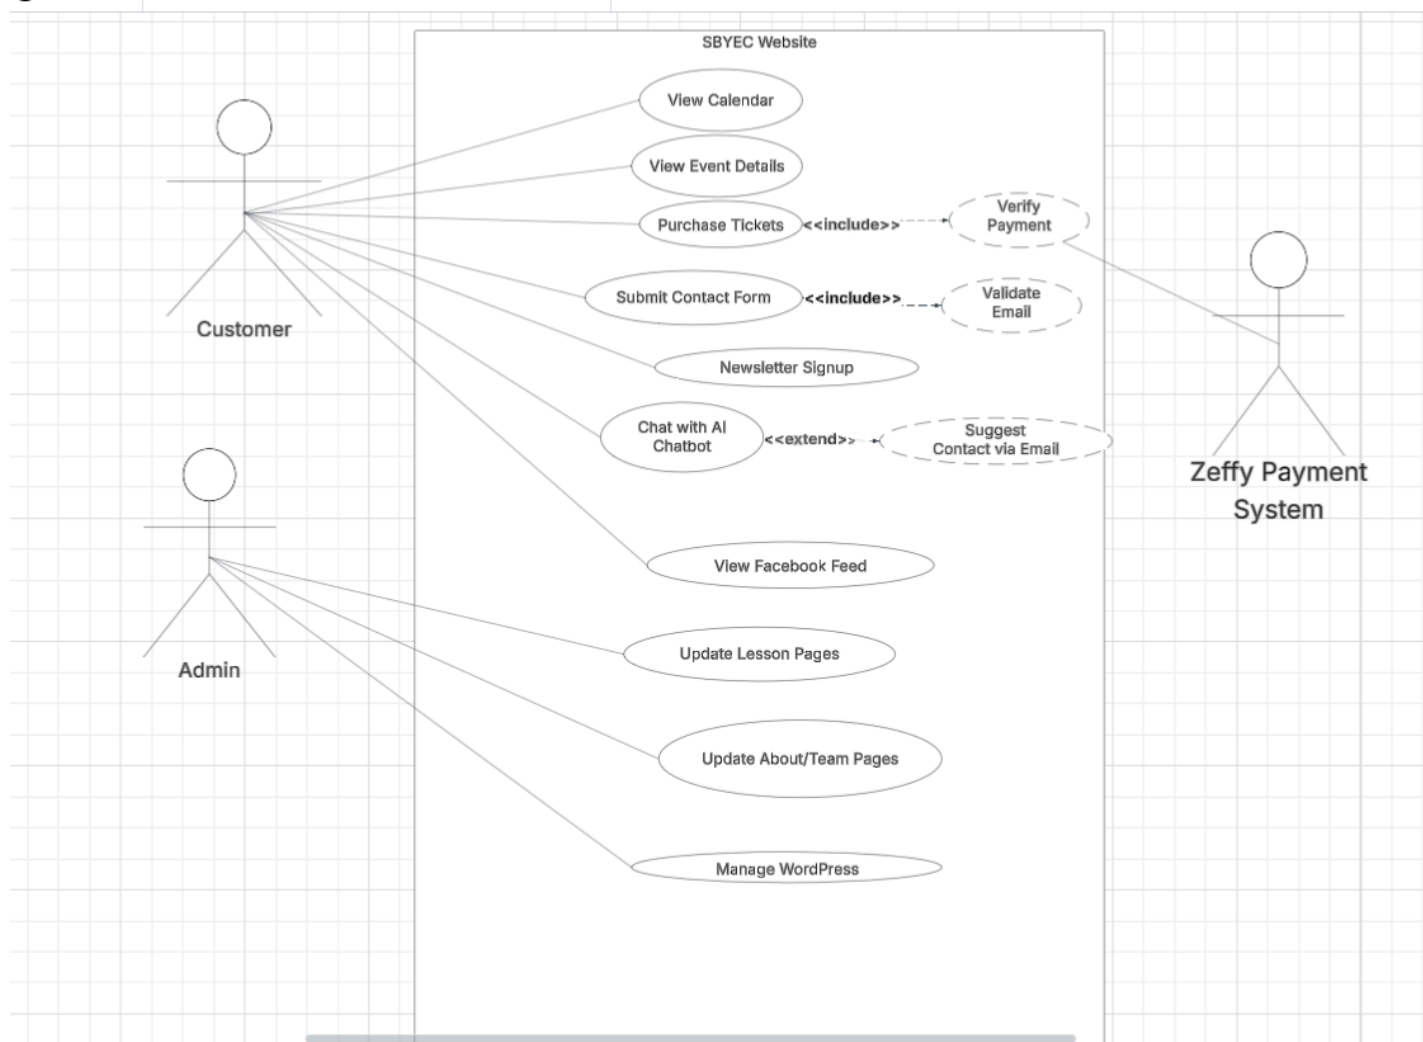 SBYEC Website
View Calendar
View Event Details
Purchase Tickets
<<include>>
Verify
Payment
Submit Contact Form
<<include>>
Validate
Email
Customer
Newsletter Signup
Chat with AI
Chatbot
<<extend>>
Suggest
Contact via Email
Zeffy Payment
System
View Facebook Feed
Update Lesson Pages
Admin
Update About/Team Pages
Manage WordPress